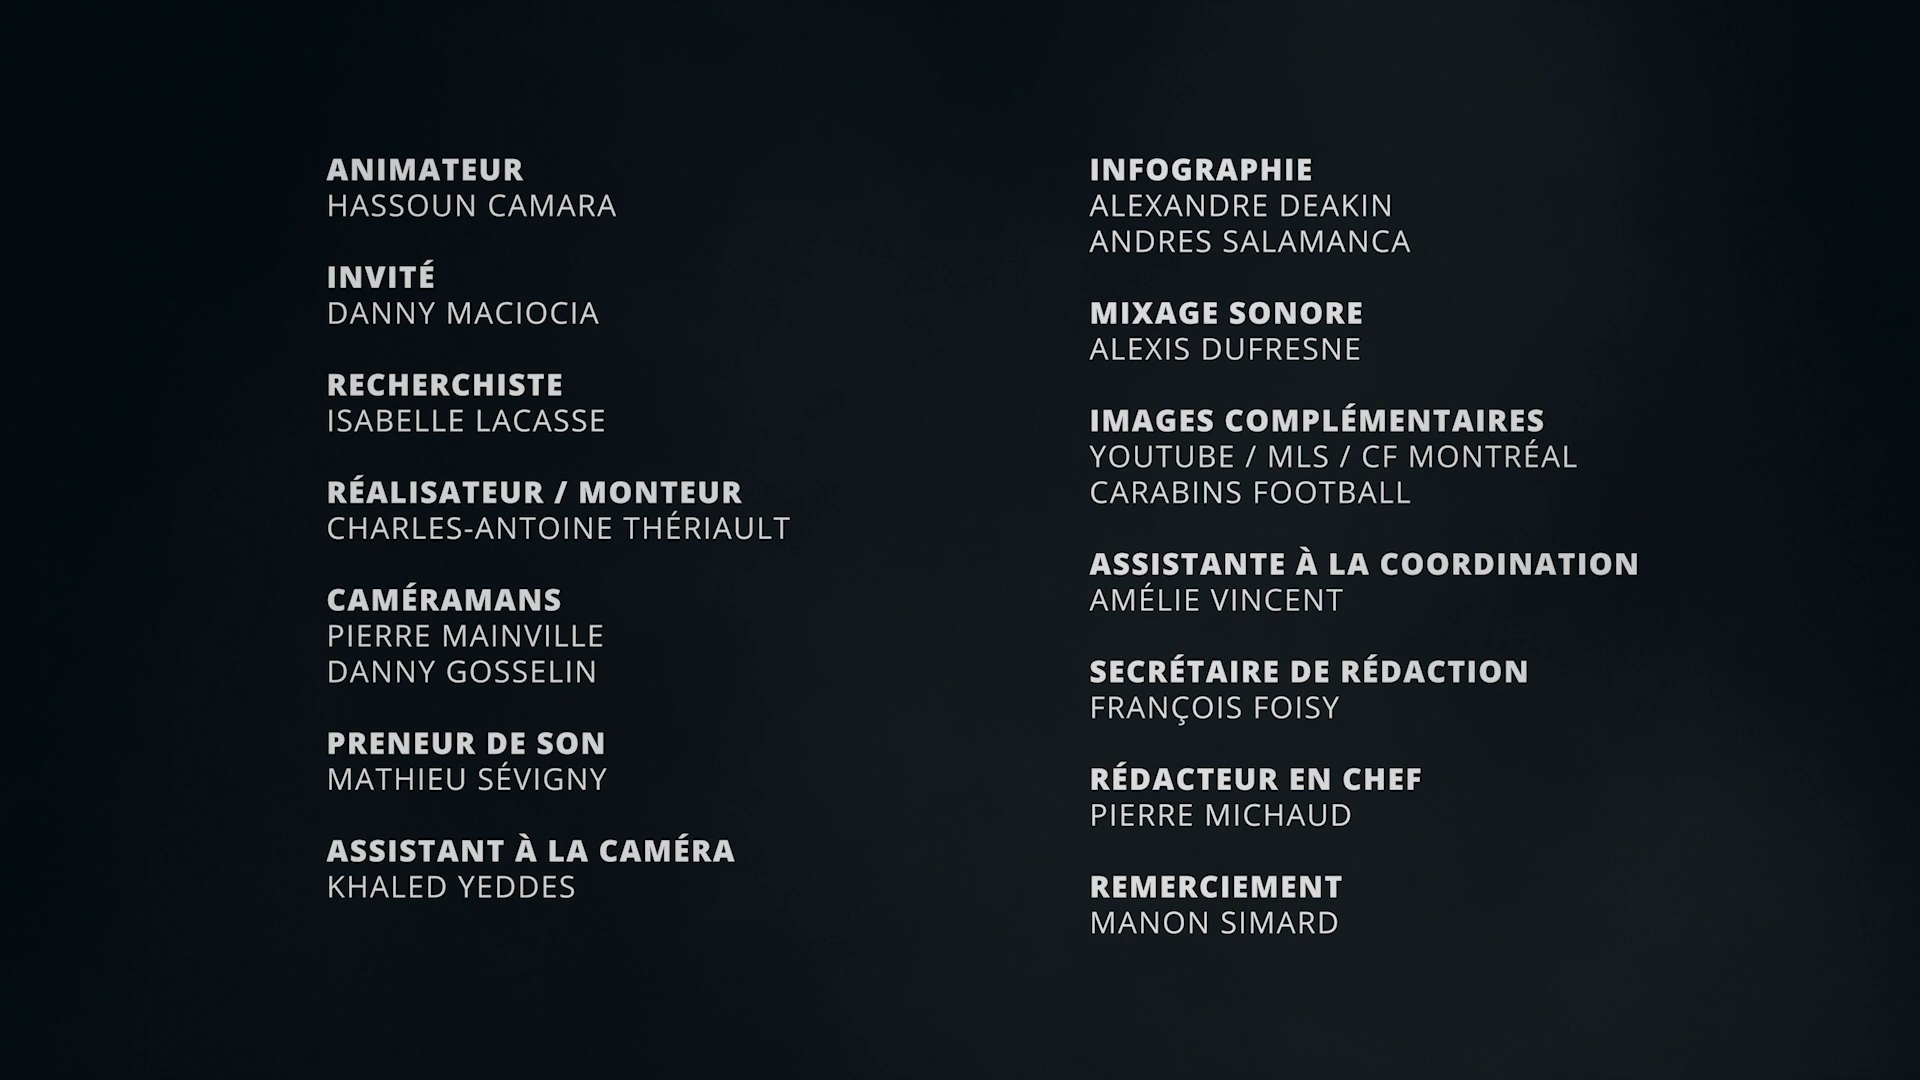 ANIMATEUR
HASSOUN CAMARA
INVITÉ
DANNY MACIOCIA
RECHERCHISTE
ISABELLE LACASSE
RÉALISATEUR / MONTEUR
CHARLES-ANTOINE THÉRIAULT
CAMÉRAMANS
PIERRE MAINVILLE
DANNY GOSSELIN
PRENEUR DE SON
MATHIEU SÉVIGNY
ASSISTANT À LA CAMÉRA
KHALED YEDDES
INFOGRAPHIE
ALEXANDRE DEAKIN
ANDRES SALAMANCA
MIXAGE SONORE
ALEXIS DUFRESNE
IMAGES COMPLÉMENTAIRES
YOUTUBE / MLS / CF MONTRÉAL
CARABINS FOOTBALL
ASSISTANTE À LA COORDINATION
AMÉLIE VINCENT
SECRÉTAIRE DE RÉDACTION
FRANÇOIS FOISY
RÉDACTEUR EN CHEF
PIERRE MICHAUD
REMERCIEMENT
MANON SIMARD